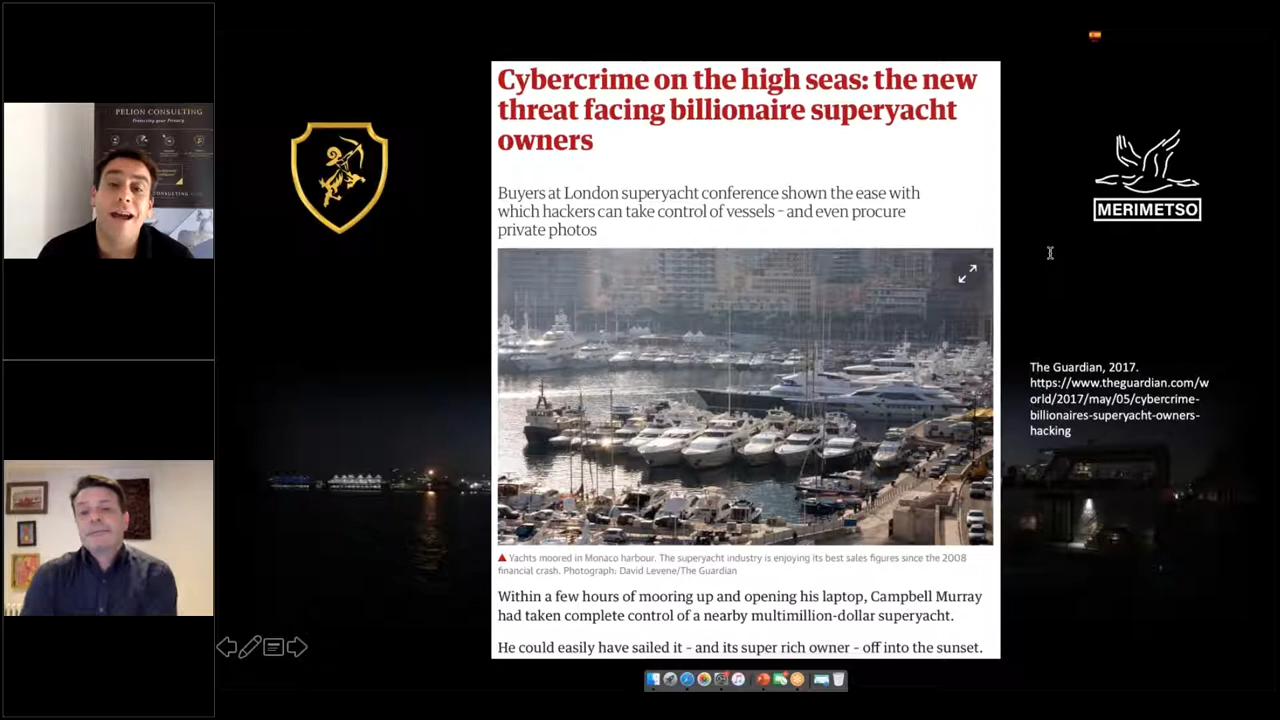 PELION CONSULTING
Protecting your Privacy
Cybercrime on the high seas: the new
threat facing billionaire superyacht
owners
Buyers at London superyacht conference shown the ease with
which hackers can take control of vessels – and even procure
private photos
MERIMETSO
The Guardian, 2017.
https://www.theguardian.com/w
orld/2017/may/05/cybercrime-
billionaires-superyacht-owners-
hacking
Yachts moored in Monaco harbour. The superyacht industry is enjoying its best sales figures since the 2008
financial crash. Photograph: David Levene/The Guardian
Within a few hours of mooring up and opening his laptop, Campbell Murray
had taken complete control of a nearby multimillion-dollar superyacht.
He could easily have sailed it – and its super rich owner – off into the sunset.